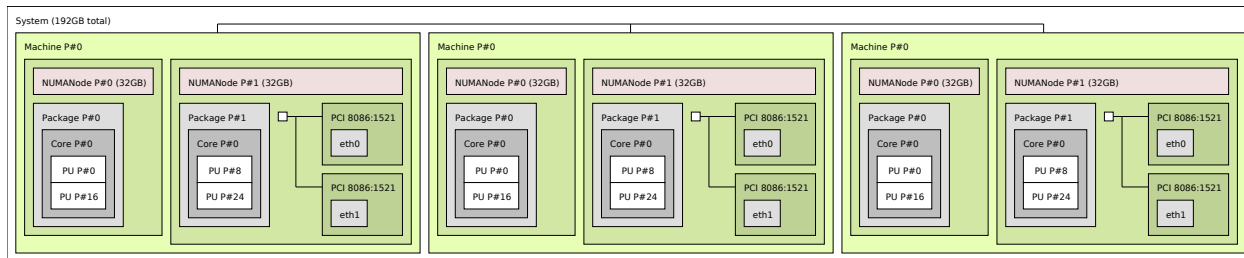 System (192GB total)
Machine P#0
NUMANode P#0 (32GB)
Package P#0
Core P#0
PU P#0
PU P#16
NUMANode P#1 (32GB)
Package P#1
Core P#0
PU P#8
PU P#24
PCI 8086:1521
eth0
PCI 8086:1521
eth1
Machine P#0
NUMANode P#0 (32GB)
Package P#0
Core P#0
PU P#0
PU P#16
NUMANode P#1 (32GB)
Package P#1
Core P#0
PU P#8
PU P#24
PCI 8086:1521
eth0
PCI 8086:1521
eth1
Machine P#0
NUMANode P#0 (32GB)
Package P#0
Core P#0
PU P#0
PU P#16
NUMANode P#1 (32GB)
Package P#1
Core P#0
PU P#8
PU P#24
PCI 8086:1521
eth0
PCI 8086:1521
eth1